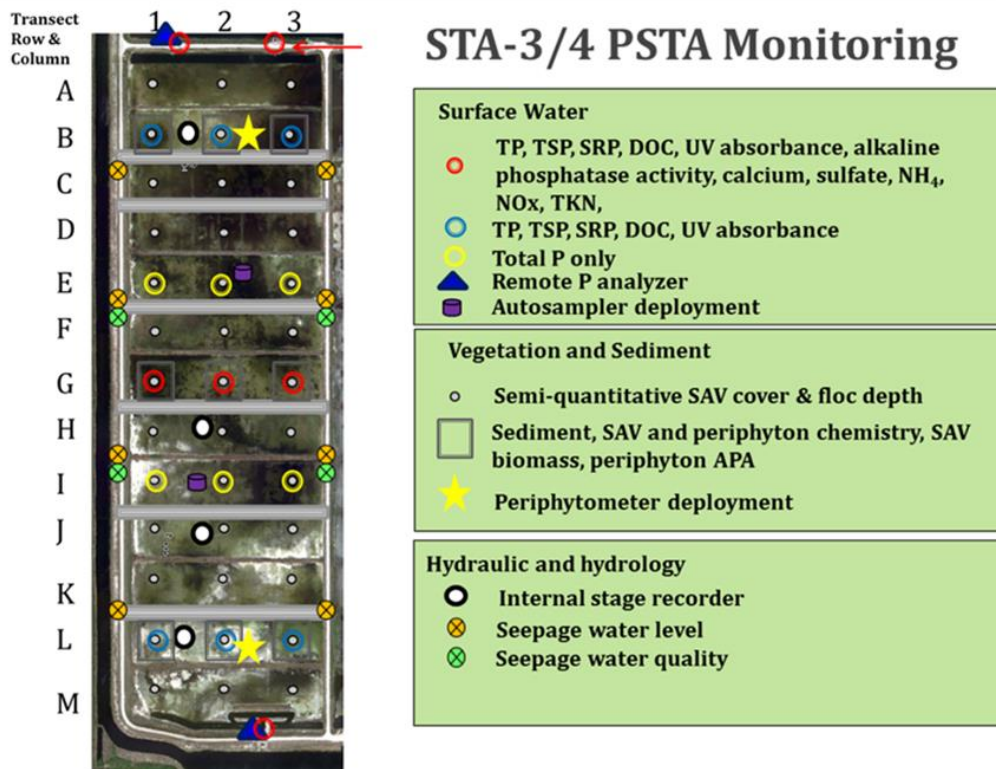 Transect
Row &
Column
1 2 3
A
B
C
D
E
F
G
H
I
J
K
L
M
STA-3/4 PSTA Monitoring
Surface Water
TP, TSP, SRP, DOC, UV absorbance, alkaline
phosphatase activity, calcium, sulfate, NH₄,
NOx, TKN,
TP, TSP, SRP, DOC, UV absorbance
Total P only
Remote P analyzer
Autosampler deployment
Vegetation and Sediment
Semi-quantitative SAV cover & floc depth
Sediment, SAV and periphyton chemistry, SAV
biomass, periphyton APA
Periphytometer deployment
Hydraulic and hydrology
Internal stage recorder
Seepage water level
Seepage water quality